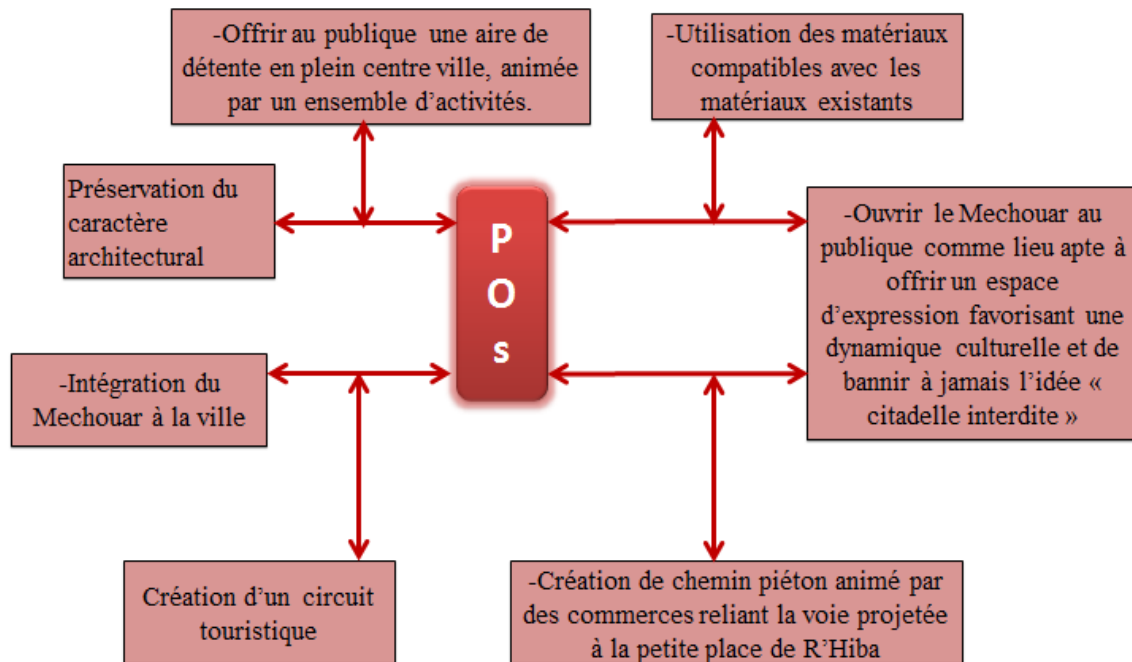 -Offrir au publique une aire de
détente en plein centre ville, animée
par un ensemble d’activités.
-Utilisation des matériaux
compatibles avec les
matériaux existants
Préservation du
caractère
architectural
P
O
s
-Ouvrir le Mechouar au
publique comme lieu apte à
offrir un espace
d’expression favorisant une
dynamique culturelle et de
bannir à jamais l’idée «
citadelle interdite »
-Intégration du
Mechouar à la ville
Création d’un circuit
touristique
-Création de chemin piéton animé par
des commerces reliant la voie projetée
à la petite place de R’Hiba